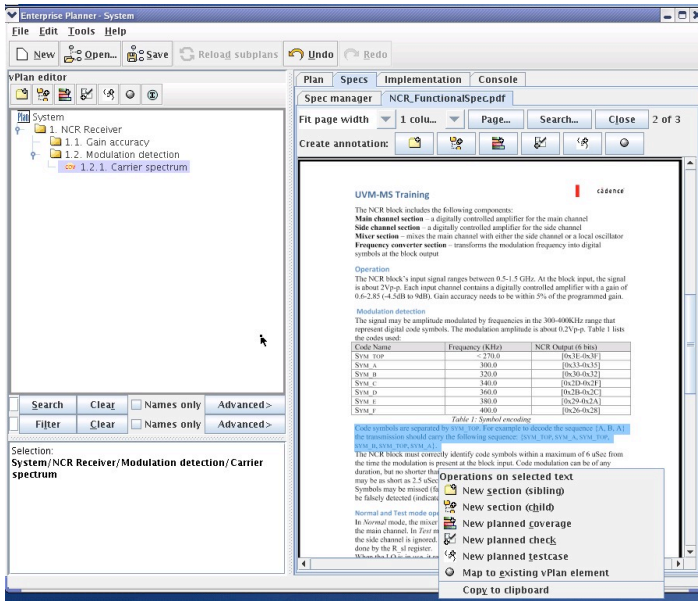 Enterprise Planner - System
File Edit Tools Help
New Open... Save Reload subplans Undo Redo
vPlan editor
Plan Specs Implementation Console
Spec manager NCR_FunctionalSpec.pdf
Fit page width 1 colu... Page... Search... Close 2 of 3
Create annotation:
Plan System
1. NCR Receiver
1.1. Gain accuracy
1.2. Modulation detection
COV 1.2.1. Carrier spectrum
Search Clear Names only Advanced>
Filter Clear Names only Advanced>
Selection:
System/NCR Receiver/Modulation detection/Carrier
spectrum
cādence
UVM-MS Training
The NCR block includes the following components:
Main channel section – a digitally controlled amplifier for the main channel
Side channel section – a digitally controlled amplifier for the side channel
Mixer section – mixes the main channel with either the side channel or a local oscillator
Frequency converter section – transforms the modulation frequency into digital
symbols at the block output
Operation
The NCR block's input signal ranges between 0.5-1.5 GHz. At the block input, the signal
is about 2Vp-p. Each input channel contains a digitally controlled amplifier with a gain of
0.6-2.85 (-4.5dB to 9dB). Gain accuracy needs to be within 5% of the programmed gain.
Modulation detection
The signal may be amplitude modulated by frequencies in the 300-400KHz range that
represent digital code symbols. The modulation amplitude is about 0.2Vp-p. Table 1 lists
the codes used:
Code Name Frequency (KHz) NCR Output (6 bits)
SYM_TOP < 270.0 [0x3E-0x3F]
SYM_A 300.0 [0x33-0x35]
SYM_B 320.0 [0x30-0x32]
SYM_C 340.0 [0x2D-0x2F]
SYM_D 360.0 [0x2B-0x2C]
SYM_E 380.0 [0x29-0x2A]
SYM_F 400.0 [0x26-0x28]
Table 1: Symbol encoding
Code symbols are separated by SYM_TOP. For example to decode the sequence {A, B, A}
the transmission should carry the following sequence: {SYM_TOP, SYM_A, SYM_TOP,
SYM_B, SYM_TOP, SYM_A}.
The NCR block must correctly identify code symbols within a maximum of 6 uSec from
the time the modulation is present at the block input. Code modulation can be of any
duration, but no shorter than
may be as short as 2.5 uSec
Symbols may be missed
be falsely detected
Normal and Test mode
In Normal mode, the mixer
the main channel. In Test
the side channel is ignored.
done by the R_sl register.
Operations on selected text
New section (sibling)
New section (child)
New planned coverage
New planned check
New planned testcase
Map to existing vPlan element
Copy to clipboard